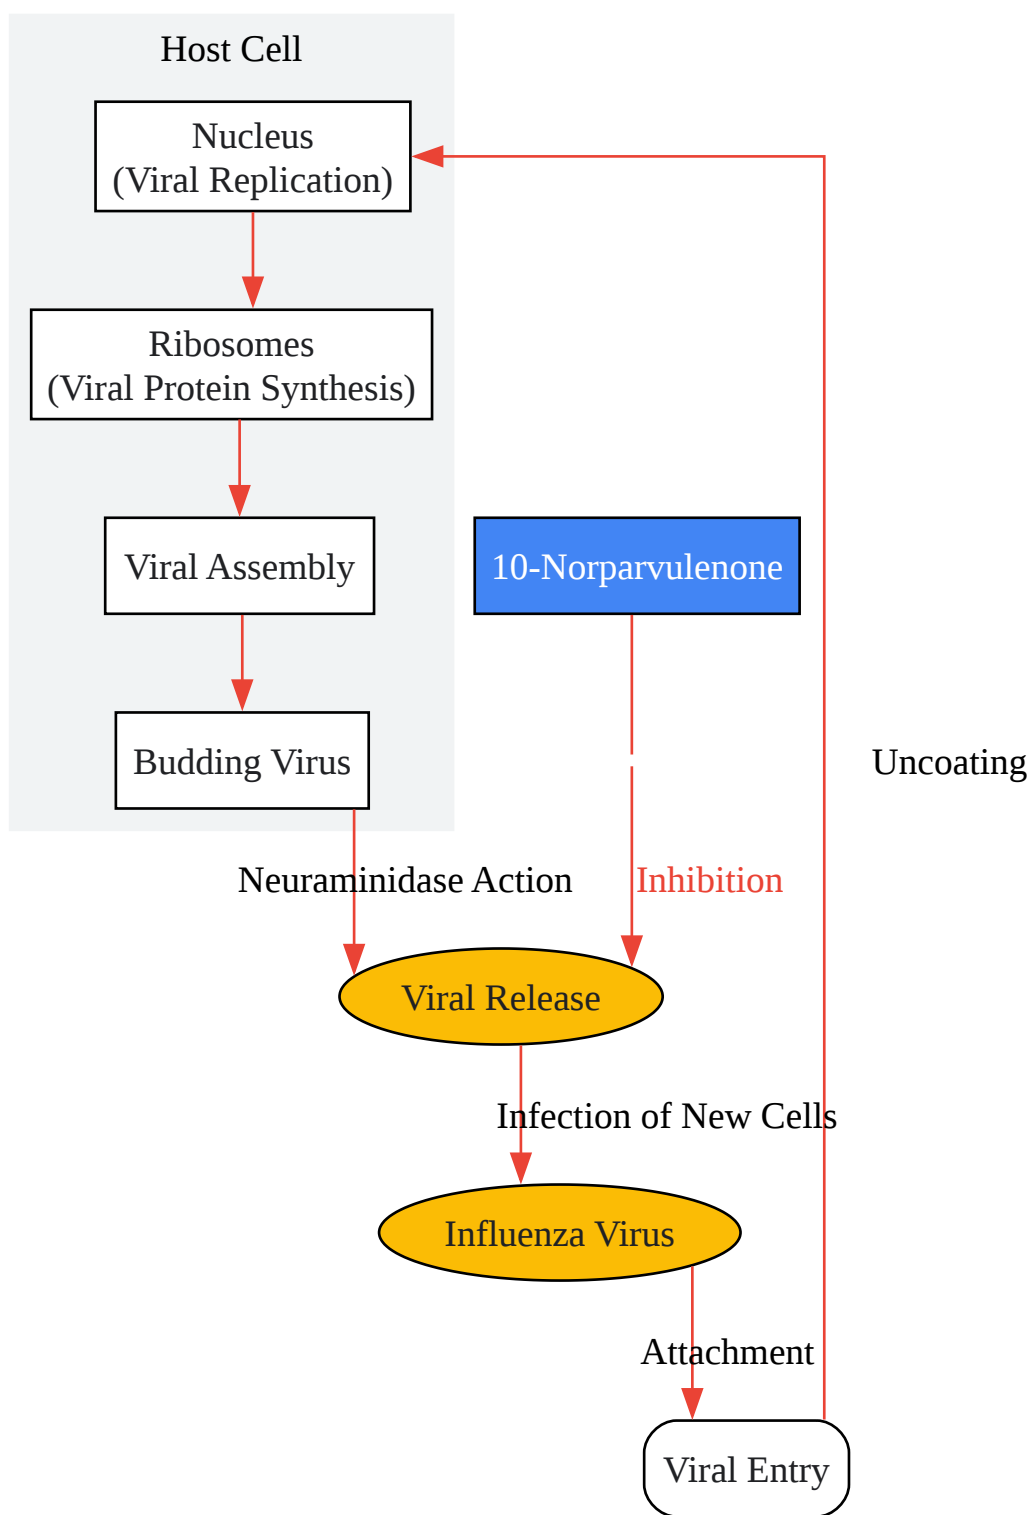 Host Cell
Nucleus
(Viral Replication)
Ribosomes
(Viral Protein Synthesis)
Viral Assembly
10-Norparvulenone
Budding Virus
Uncoating
Neuraminidase Action
Inhibition
Viral Release
Infection of New Cells
Influenza Virus
Attachment
Viral Entry